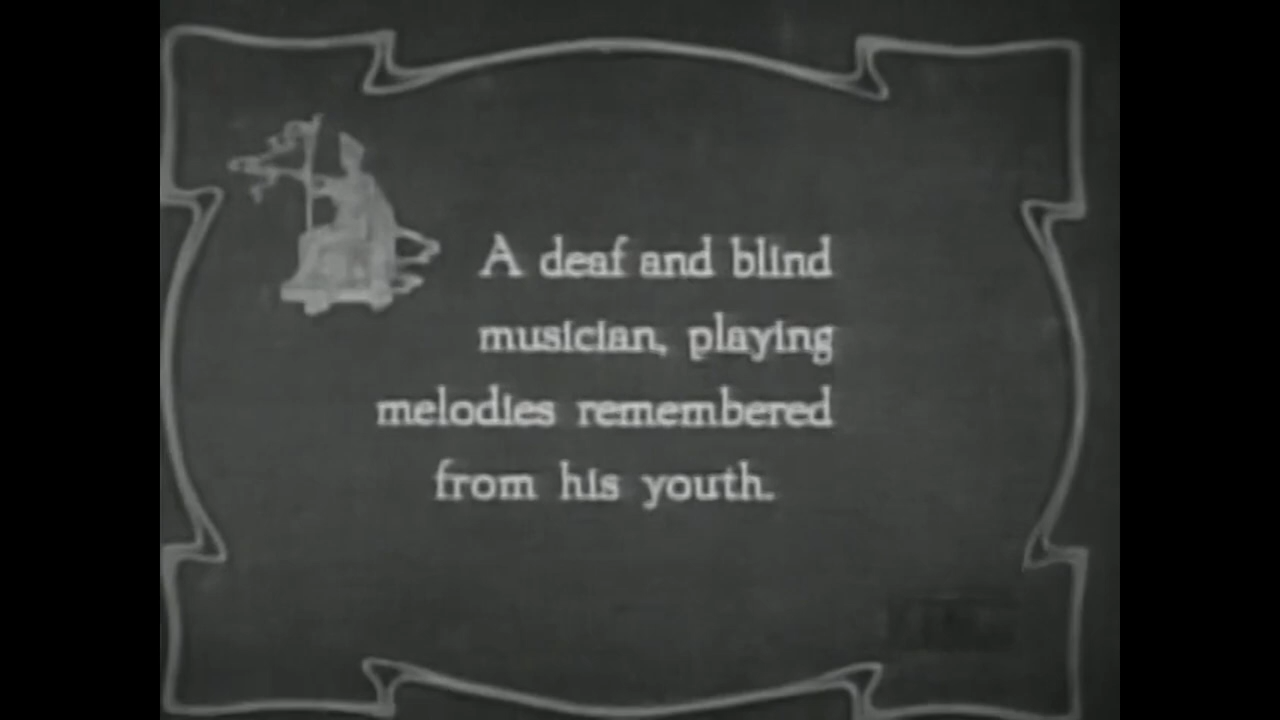 A deaf and blind
musician, playing
melodies remembered
from his youth.